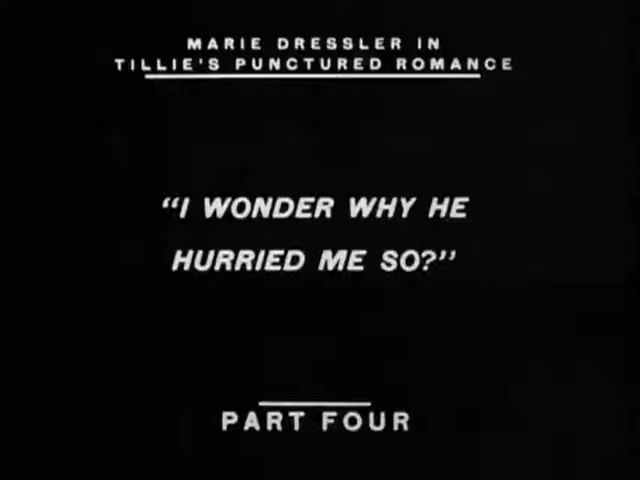 MARIE DRESSLER IN
TILLIE'S PUNCTURED ROMANCE
"I WONDER WHY HE
HURRIED ME SO?"
PART FOUR